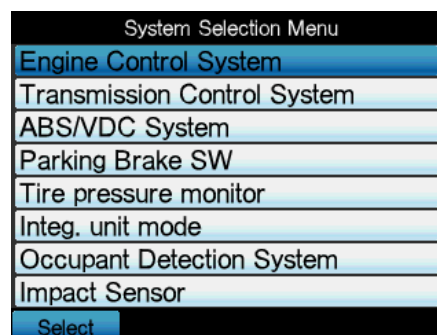 System Selection Menu
Engine Control System
Transmission Control System
ABS/VDC System
Parking Brake SW
Tire pressure monitor
Integ. unit mode
Occupant Detection System
Impact Sensor
Select